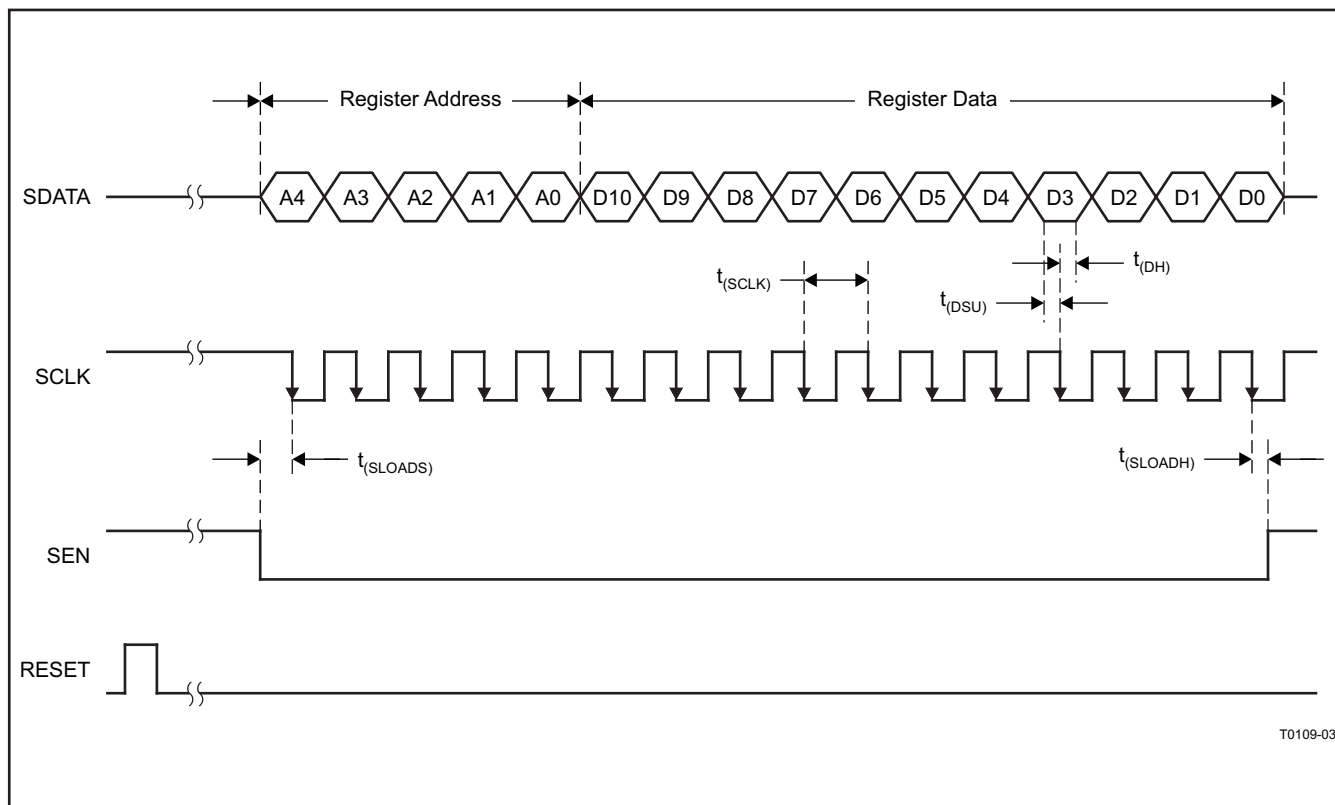 Register Address
Register Data
SDATA
A4 A3 A2 A1 A0 D10 D9 D8 D7 D6 D5 D4 D3 D2 D1 D0
t(SCLK)
t(DH)
t(DSU)
SCLK
t(SLOADS)
t(SLOADH)
SEN
RESET
T0109-03